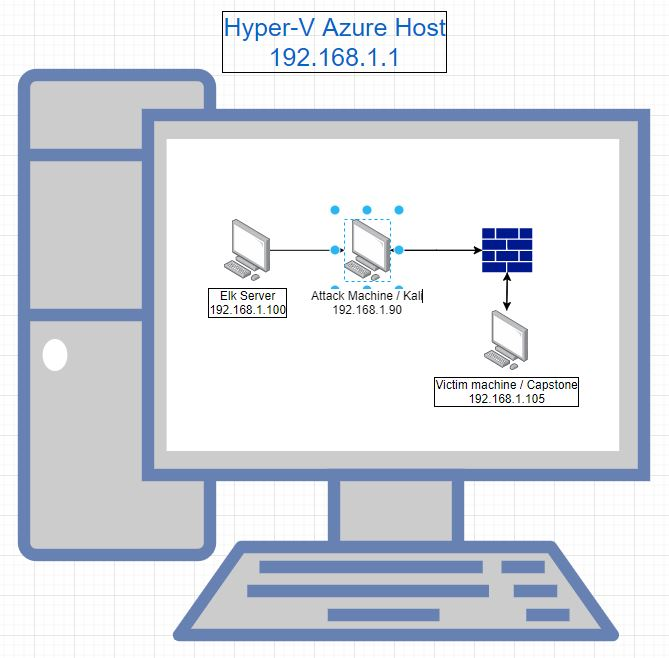 Hyper-V Azure Host
192.168.1.1
Elk Server
192.168.1.100
Attack Machine / Kali
192.168.1.90
Victim machine / Capstone
192.168.1.105